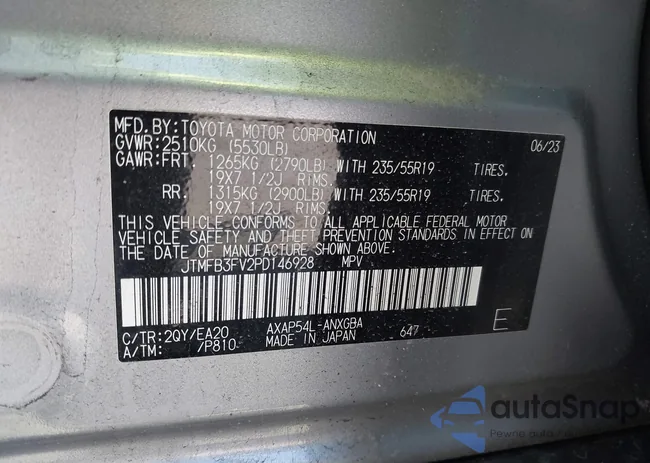 MFD.BY:TOYOTA MOTOR CORPORATION 06/23
GVWR:2510KG (5530LB)
GAWR:FRT. 1265KG (2790LB) WITH 235/55R19 TIRES.
19X7 1/2J RIMS
RR. 1315KG (2900LB) WITH 235/55R19 TIRES.
19X7 1/2J RIMS
THIS VEHICLE CONFORMS TO ALL APPLICABLE FEDERAL MOTOR
VEHICLE SAFETY AND THEFT PREVENTION STANDARDS IN EFFECT ON
THE DATE OF MANUFACTURE SHOWN ABOVE.
JTMFB3FV2PD146928 MPV
C/TR:2QY/EA20 AXAP54L-ANXGBA 647 E
A/TM: /P810 MADE IN JAPAN
autoSnap
Pewne auto